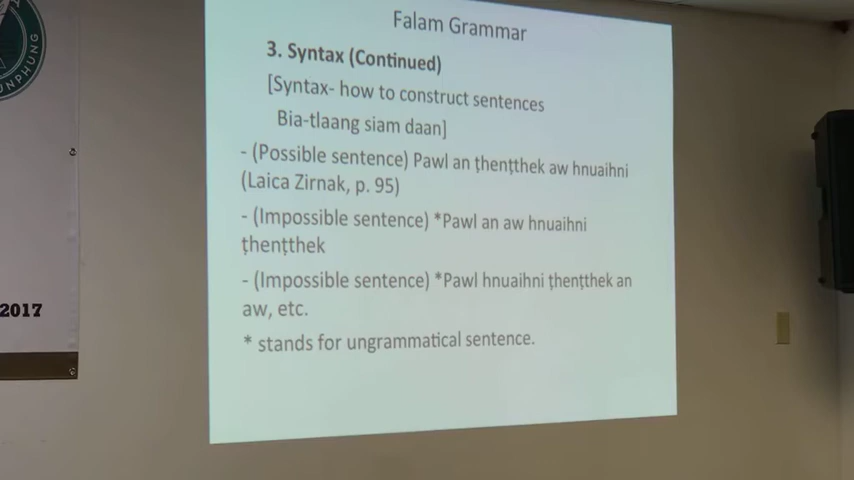 UNPHUNG
2017
Falam Grammar
3. Syntax (Continued)
[Syntax- how to construct sentences
Bia-tlaang siam daan]
- (Possible sentence) Pawl an ṭhenṭthek aw hnuaihni
(Laica Zirnak, p. 95)
- (Impossible sentence) *Pawl an aw hnuaihni
ṭhenṭthek
- (Impossible sentence) *Pawl hnuaihni ṭhenṭthek an
aw, etc.
* stands for ungrammatical sentence.